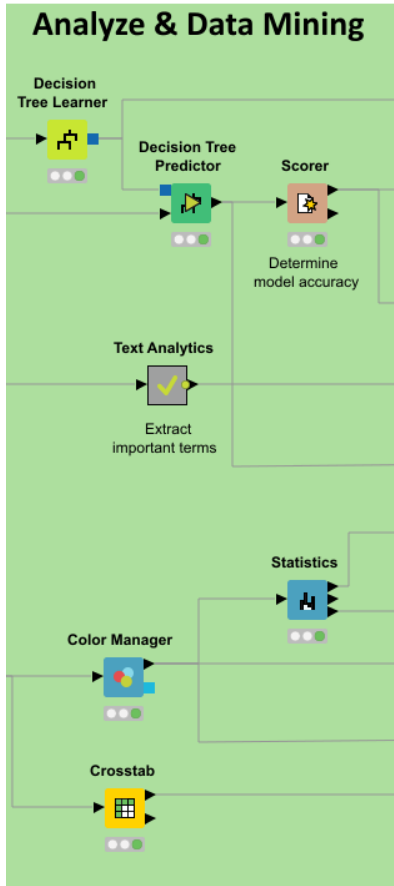 Analyze & Data Mining
Decision
Tree Learner
Decision Tree
Predictor
Scorer
Determine
model accuracy
Text Analytics
Extract
important terms
Statistics
Color Manager
Crosstab